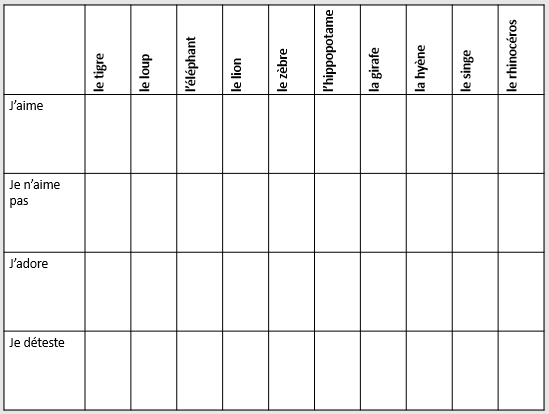 le tigre
le loup
l'éléphant
le lion
le zèbre
l'hippopotame
la girafe
la hyène
le singe
le rhinocéros
J'aime
Je n'aime
pas
J'adore
Je déteste